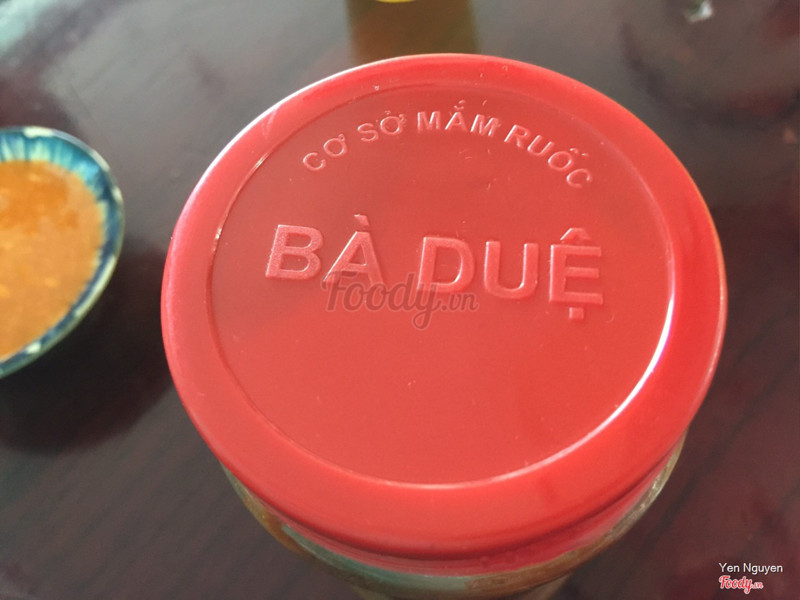 CƠ SỞ MẮM RUỐC
BÀ DUỆ
Foody.vn
Yen Nguyen
Foody.vn